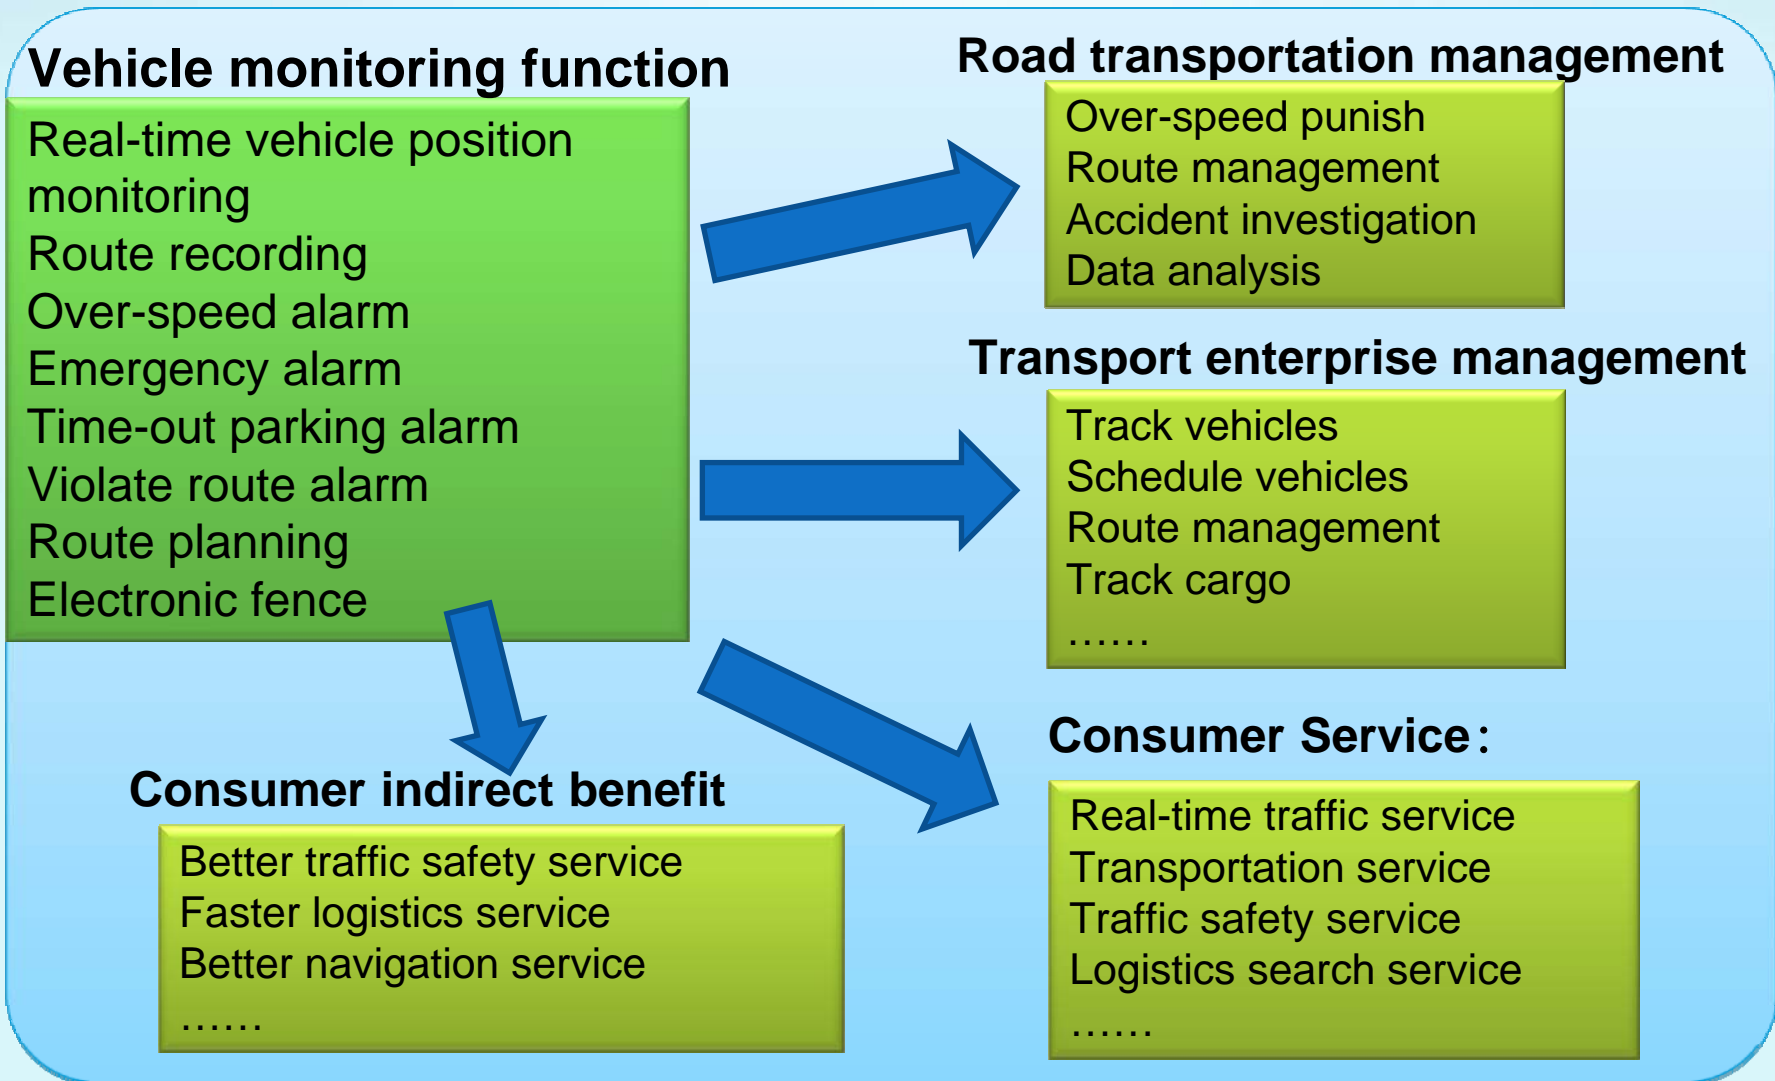 Vehicle monitoring function
Real-time vehicle position
monitoring
Route recording
Over-speed alarm
Emergency alarm
Time-out parking alarm
Violate route alarm
Route planning
Electronic fence
Road transportation management
Over-speed punish
Route management
Accident investigation
Data analysis
Transport enterprise management
Track vehicles
Schedule vehicles
Route management
Track cargo
……
Consumer indirect benefit
Better traffic safety service
Faster logistics service
Better navigation service
……
Consumer Service：
Real-time traffic service
Transportation service
Traffic safety service
Logistics search service
……